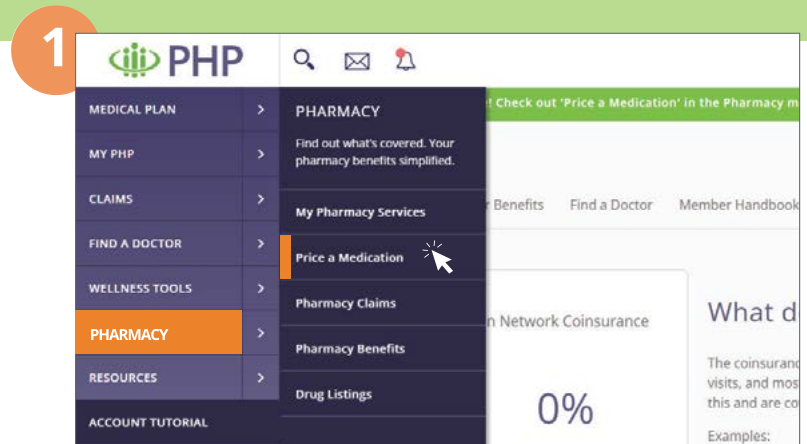 1
PHP
! Check out 'Price a Medication' in the Pharmacy m
MEDICAL PLAN
MY PHP
CLAIMS
FIND A DOCTOR
WELLNESS TOOLS
PHARMACY
RESOURCES
ACCOUNT TUTORIAL
PHARMACY
Find out what's covered. Your
pharmacy benefits simplified.
My Pharmacy Services
Price a Medication
Pharmacy Claims
Pharmacy Benefits
Drug Listings
r Benefits Find a Doctor Member Handbook
n Network Coinsurance
0%
What d
The coinsuranc
visits, and mos
this and are co
Examples: